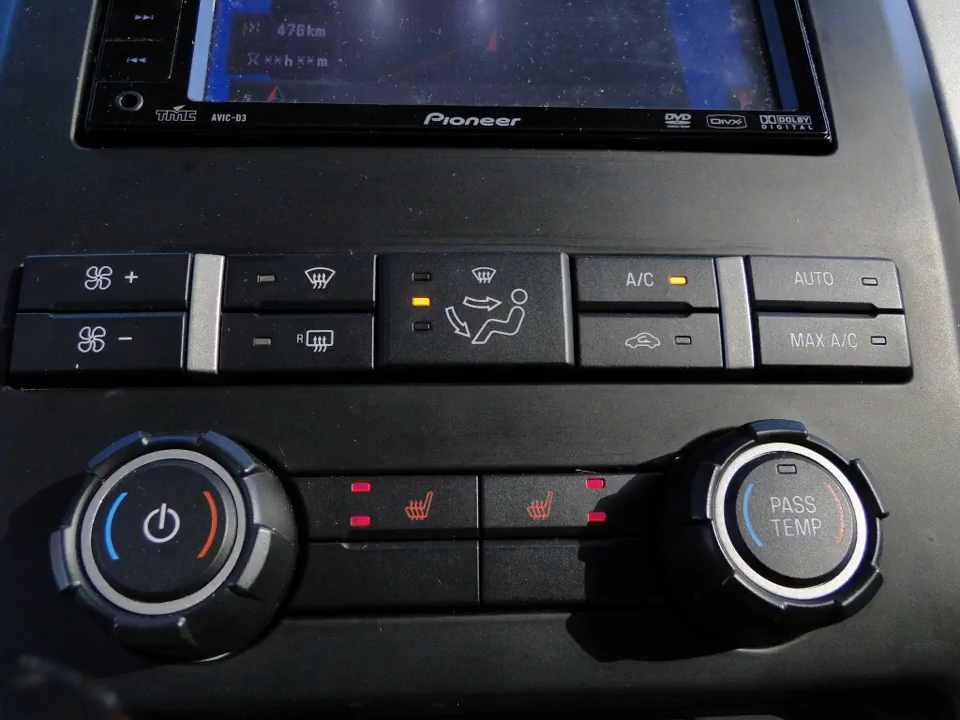 476km
**h**m
TMC
AVIC-D3
Pioneer
DVD
DivX
DOLBY
DIGITAL
+
A/C
AUTO
−
R
MAX A/C
PASS
TEMP